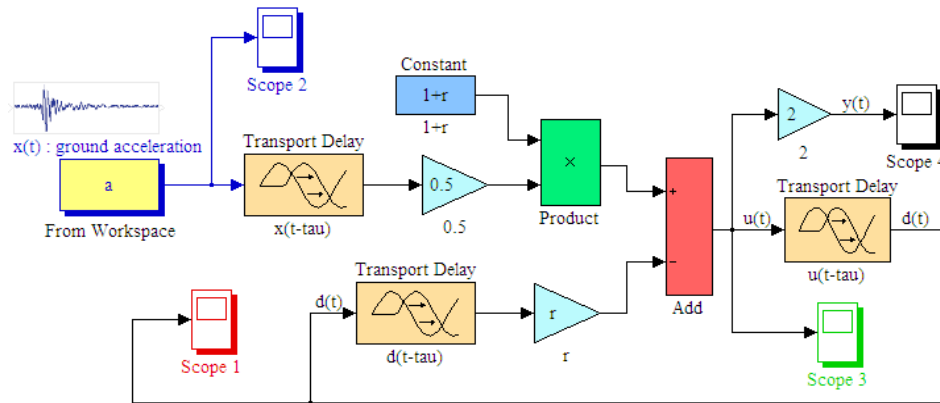 Scope 2
x(t) : ground acceleration
a
From Workspace
Transport Delay
x(t-tau)
0.5
0.5
Constant
1+r
1+r
×
Product
+
−
Add
2
2
y(t)
Scope 4
u(t)
Transport Delay
u(t-tau)
d(t)
Scope 3
Scope 1
d(t)
Transport Delay
d(t-tau)
r
r